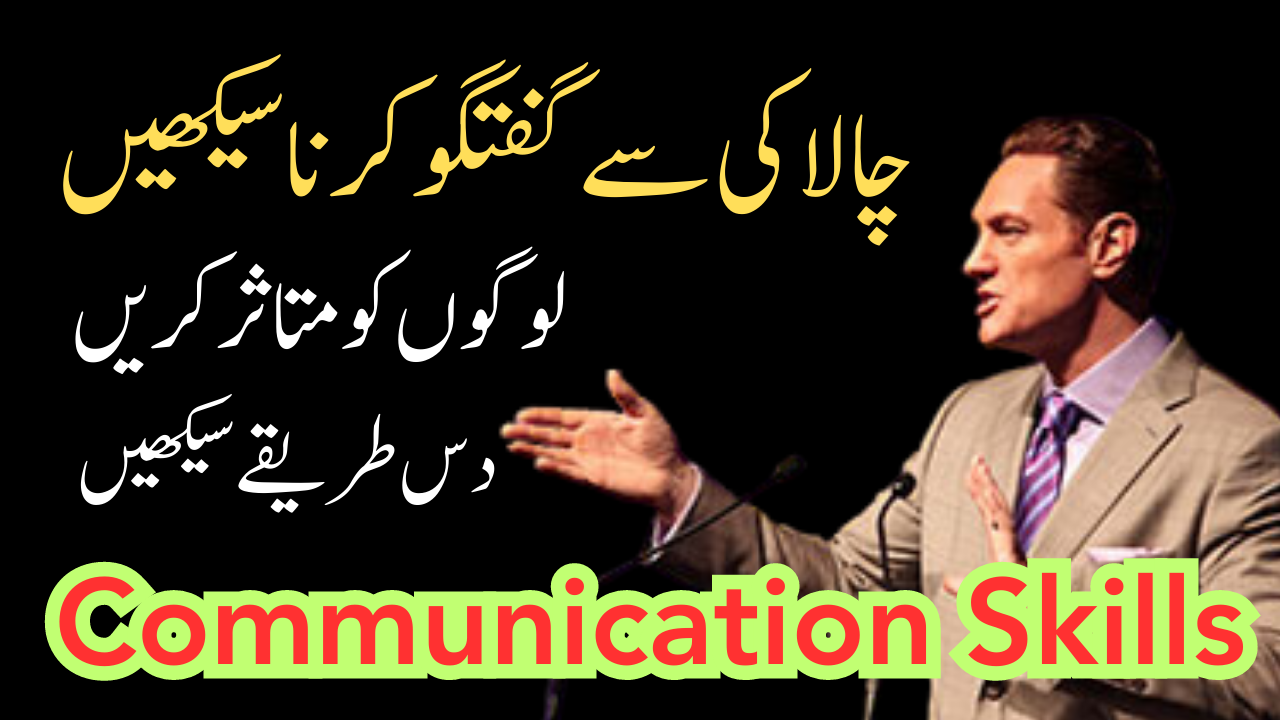 چالاکی سے گفتگو کرنا سیکھیں
لوگوں کو متاثر کریں
دس طریقے سیکھیں
Communication Skills